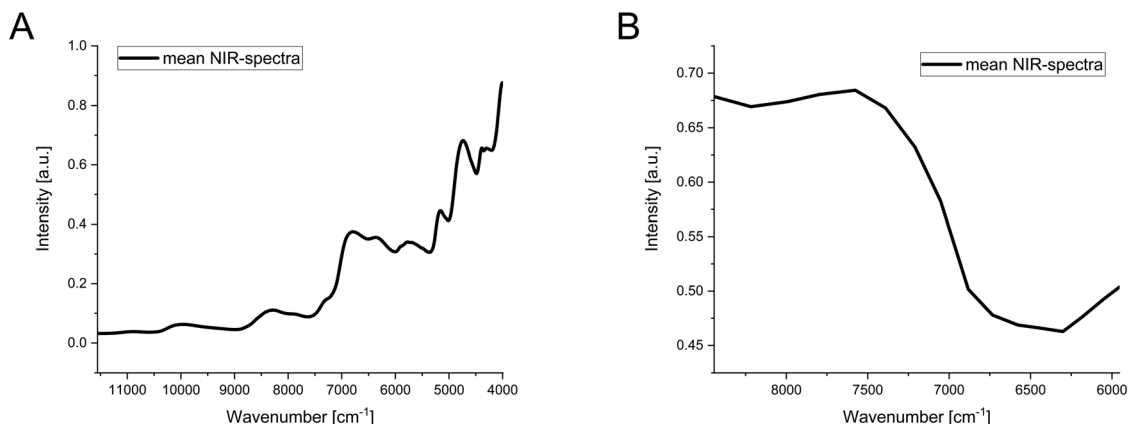 A
mean NIR-spectra
1.0
0.8
0.6
0.4
0.2
0.0
Intensity [a.u.]
11000 10000 9000 8000 7000 6000 5000 4000
Wavenumber [cm⁻¹]
B
mean NIR-spectra
0.70
0.65
0.60
0.55
0.50
0.45
Intensity [a.u.]
8000 7500 7000 6500 6000
Wavenumber [cm⁻¹]